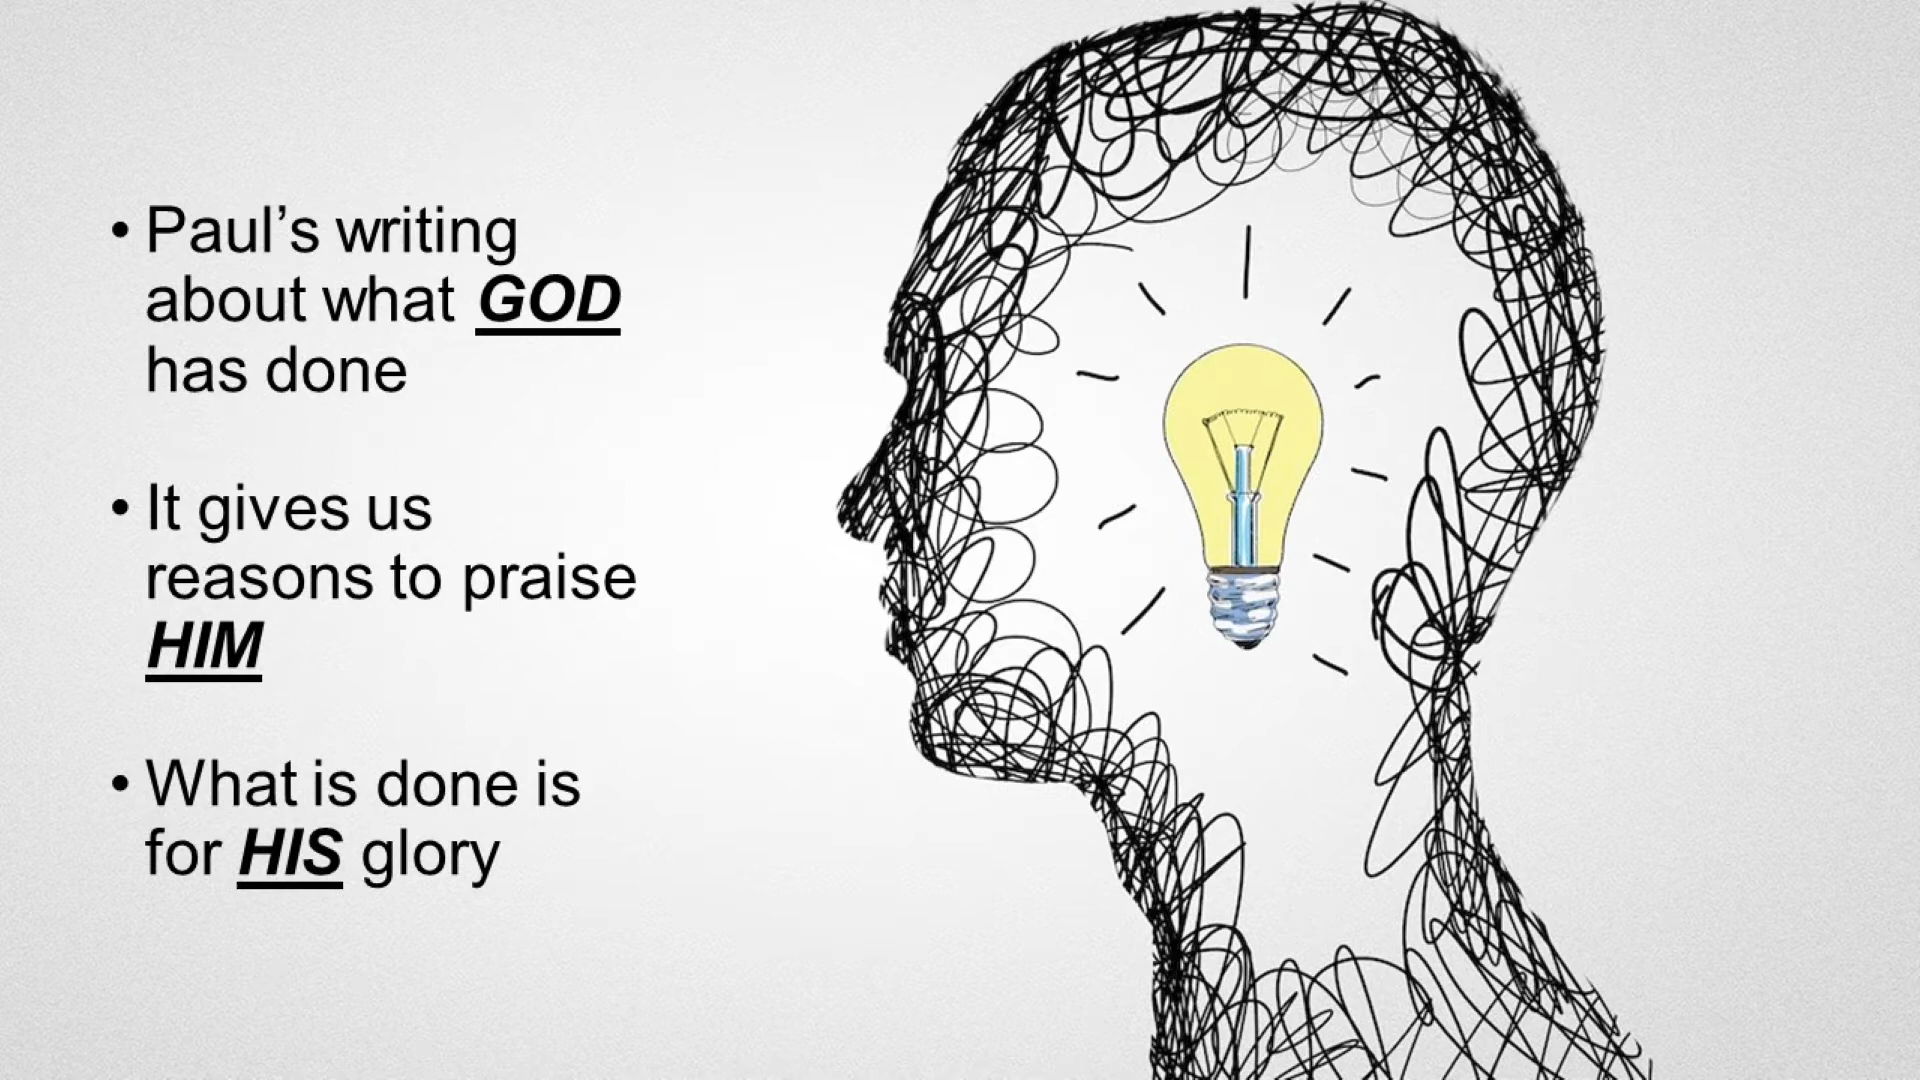 • Paul’s writing
about what GOD
has done
• It gives us
reasons to praise
HIM
• What is done is
for HIS glory